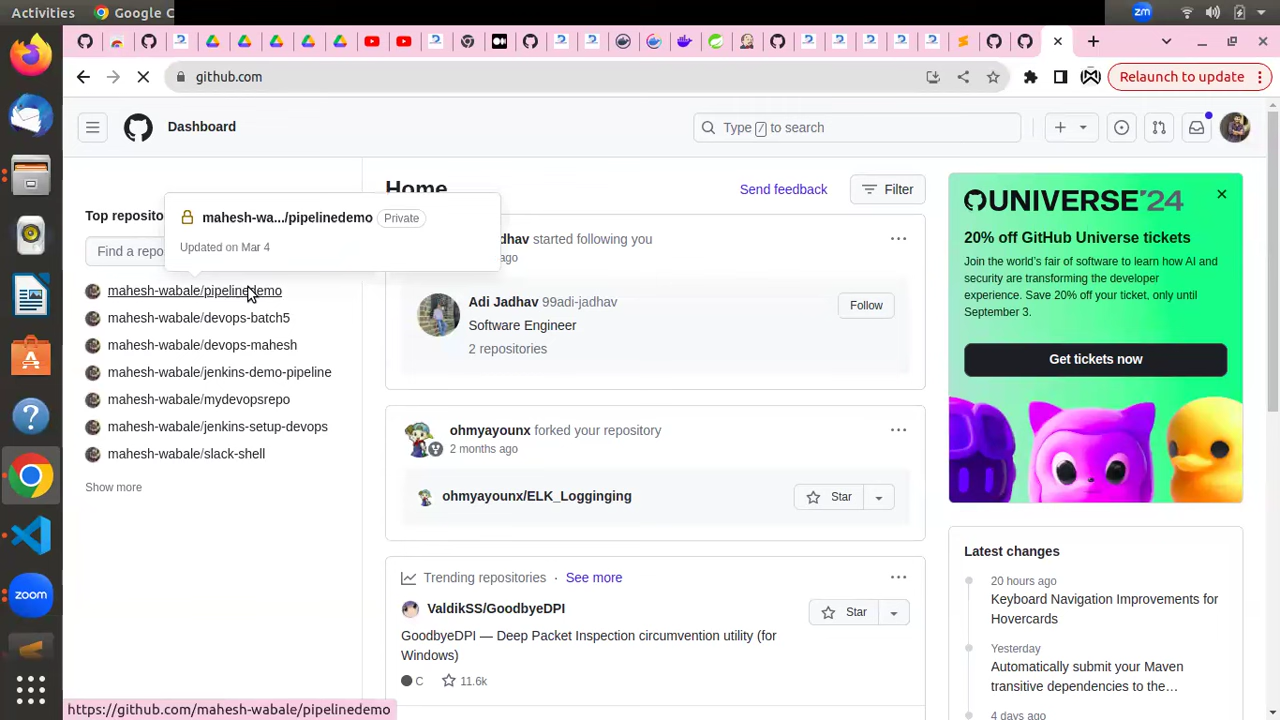 Activities
Google C
zm
github.com
Relaunch to update
Dashboard
Type / to search
Top reposito
Find a repo
mahesh-wa.../pipelinedemo Private
Updated on Mar 4
mahesh-wabale/pipelinedemo
mahesh-wabale/devops-batch5
mahesh-wabale/devops-mahesh
mahesh-wabale/jenkins-demo-pipeline
mahesh-wabale/mydevopsrepo
mahesh-wabale/jenkins-setup-devops
mahesh-wabale/slack-shell
Show more
Home
Send feedback
Filter
dhav started following you
ago
Adi Jadhav 99adi-jadhav
Follow
Software Engineer
2 repositories
ohmyayounx forked your repository
2 months ago
ohmyayounx/ELK_Logginging
Star
Trending repositories · See more
ValdikSS/GoodbyeDPI
Star
GoodbyeDPI — Deep Packet Inspection circumvention utility (for
Windows)
C
11.6k
UNIVERSE'24
20% off GitHub Universe tickets
Join the world's fair of software to learn how AI and
security are transforming the developer
experience. Save 20% off your ticket, only until
September 3.
Get tickets now
Latest changes
20 hours ago
Keyboard Navigation Improvements for
Hovercards
Yesterday
Automatically submit your Maven
transitive dependencies to the…
4 days ago
zoom
https://github.com/mahesh-wabale/pipelinedemo